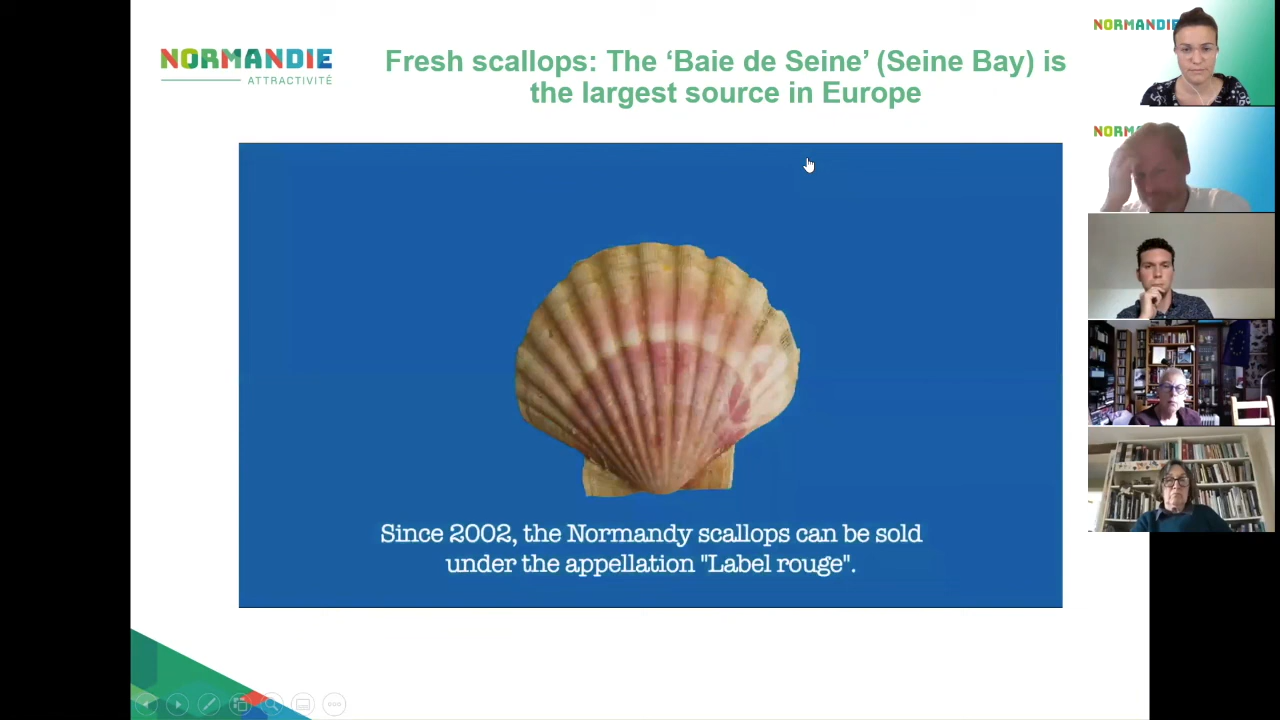 NORMANDIE
ATTRACTIVITÉ
Fresh scallops: The ‘Baie de Seine’ (Seine Bay) is
the largest source in Europe
Since 2002, the Normandy scallops can be sold
under the appellation "Label rouge".
NORMANDIE
NORM